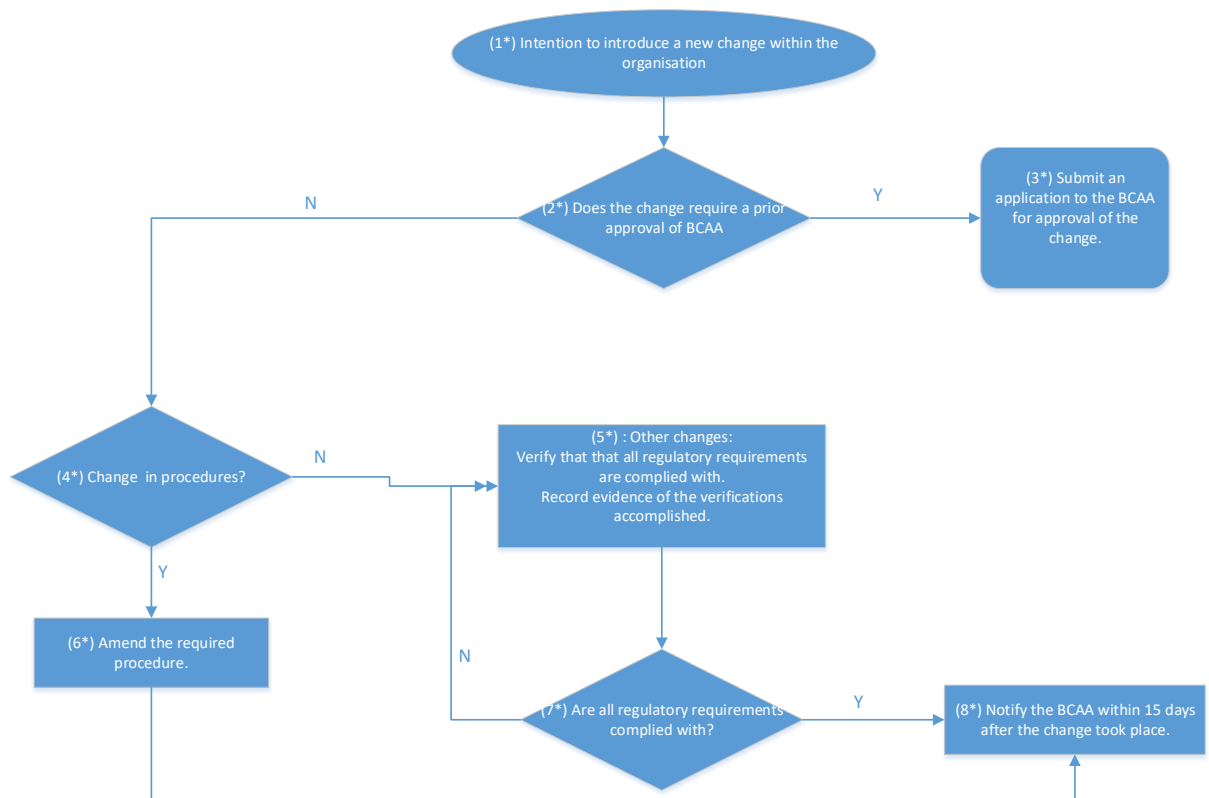 (1*) Intention to introduce a new change within the
organisation
(2*) Does the change require a prior
approval of BCAA
N
Y
(3*) Submit an
application to the BCAA
for approval of the
change.
(4*) Change  in procedures?
N
Y
(5*) : Other changes:
Verify that that all regulatory requirements
are complied with.
Record evidence of the verifications
accomplished.
(6*) Amend the required
procedure.
N
(7*) Are all regulatory requirements
complied with?
Y
(8*) Notify the BCAA within 15 days
after the change took place.